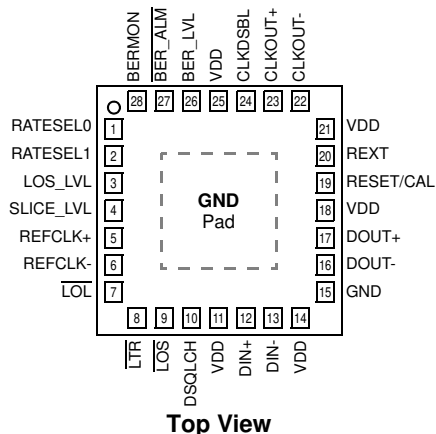 BERMON
BER_ALM
BER_LVL
VDD
CLKDSBL
CLKOUT+
CLKOUT-
28 27 26 25 24 23 22
RATESEL0 1
RATESEL1 2
LOS_LVL 3
SLICE_LVL 4
REFCLK+ 5
REFCLK- 6
LOL 7
GND
Pad
21 VDD
20 REXT
19 RESET/CAL
18 VDD
17 DOUT+
16 DOUT-
15 GND
8 9 10 11 12 13 14
LTR
LOS
DSQLCH
VDD
DIN+
DIN-
VDD
Top View